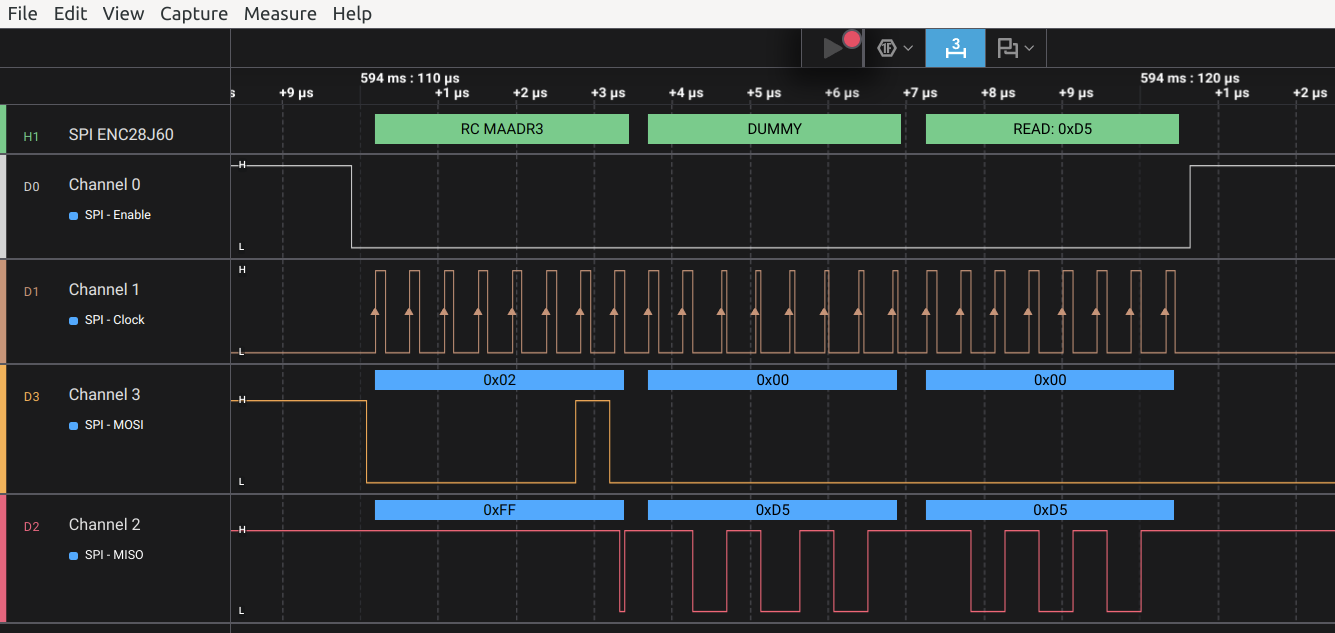 File Edit View Capture Measure Help
3
594 ms : 110 µs 594 ms : 120 µs
s +9 µs +1 µs +2 µs +3 µs +4 µs +5 µs +6 µs +7 µs +8 µs +9 µs +1 µs +2 µs
H1 SPI ENC28J60 RC MAADR3 DUMMY READ: 0xD5
H
D0 Channel 0
SPI - Enable
L
H
D1 Channel 1
SPI - Clock
L
0x02 0x00 0x00
D3 Channel 3 H
SPI - MOSI
L
0xFF 0xD5 0xD5
D2 Channel 2 H
SPI - MISO
L